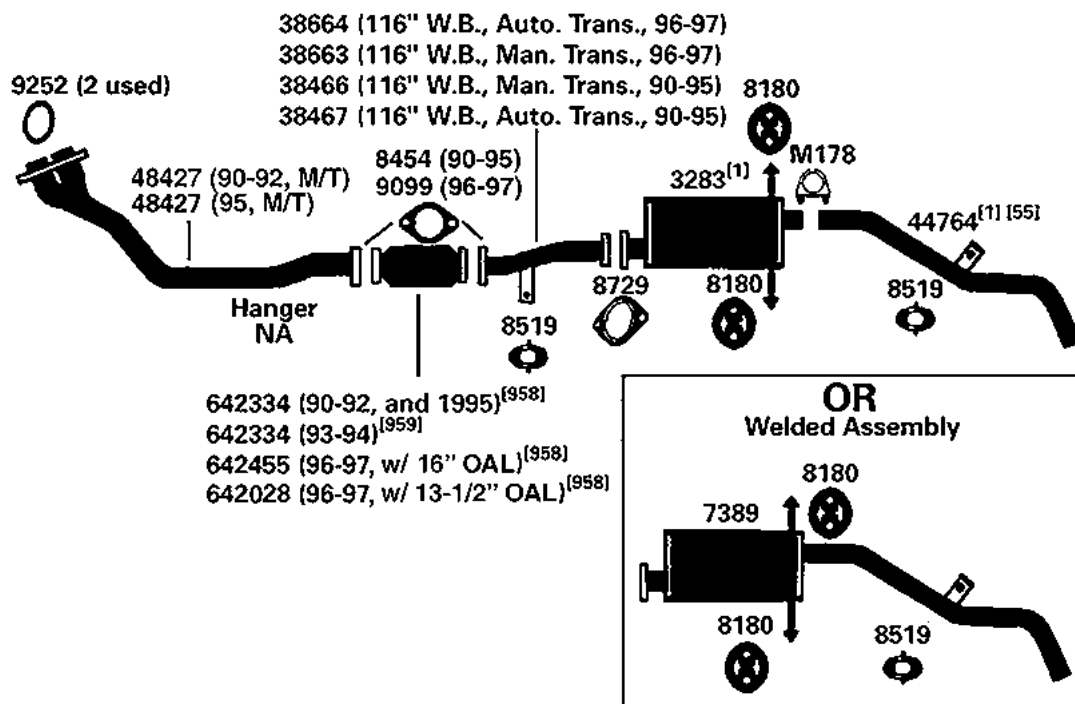 38664 (116" W.B., Auto. Trans., 96-97)
38663 (116" W.B., Man. Trans., 96-97)
38466 (116" W.B., Man. Trans., 90-95)
38467 (116" W.B., Auto. Trans., 90-95)
9252 (2 used)
8180
M178
48427 (90-92, M/T)
48427 (95, M/T)
8454 (90-95)
9099 (96-97)
3283[1]
44764[1] [55]
Hanger
NA
8519
8729
8180
8519
642334 (90-92, and 1995)[958]
642334 (93-94)[959]
642455 (96-97, w/ 16" OAL)[958]
642028 (96-97, w/ 13-1/2" OAL)[958]
OR
Welded Assembly
8180
7389
8180
8519